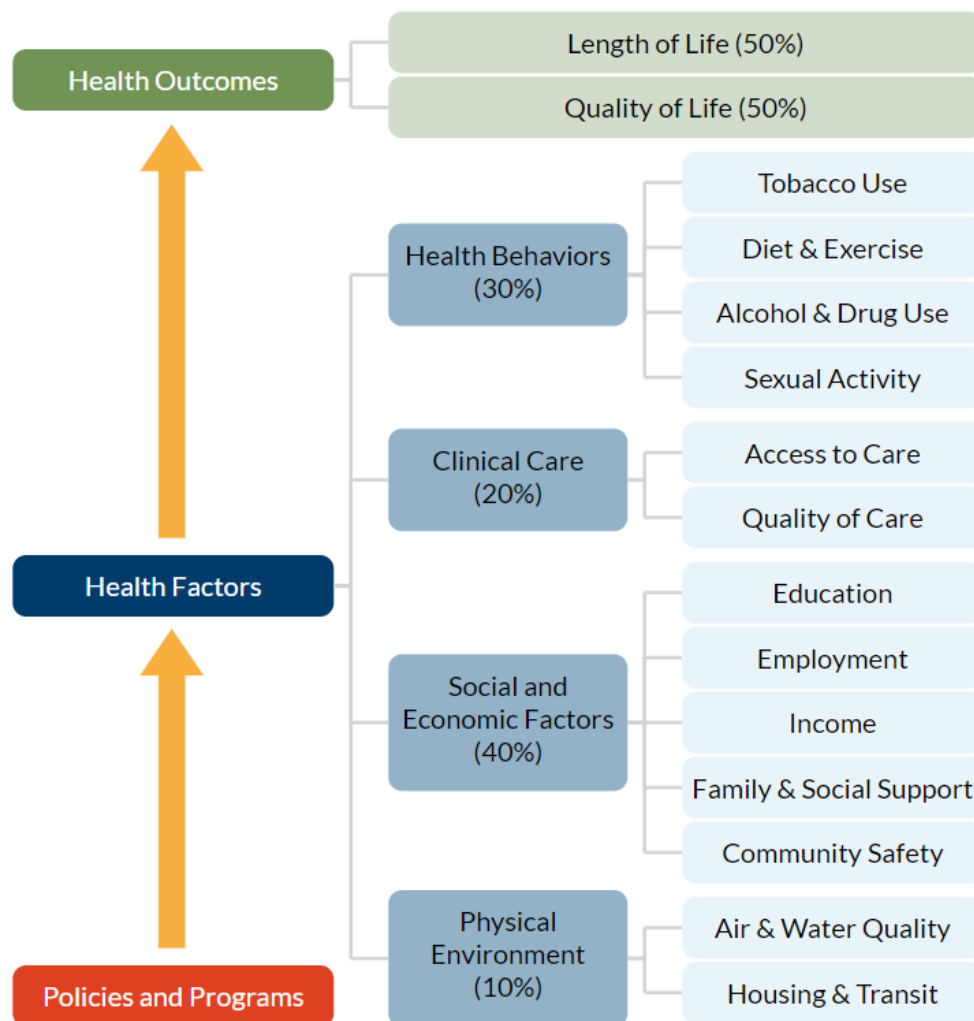 Health Outcomes
Length of Life (50%)
Quality of Life (50%)
Health Factors
Health Behaviors
(30%)
Tobacco Use
Diet & Exercise
Alcohol & Drug Use
Sexual Activity
Clinical Care
(20%)
Access to Care
Quality of Care
Social and
Economic Factors
(40%)
Education
Employment
Income
Family & Social Support
Community Safety
Physical
Environment
(10%)
Air & Water Quality
Housing & Transit
Policies and Programs